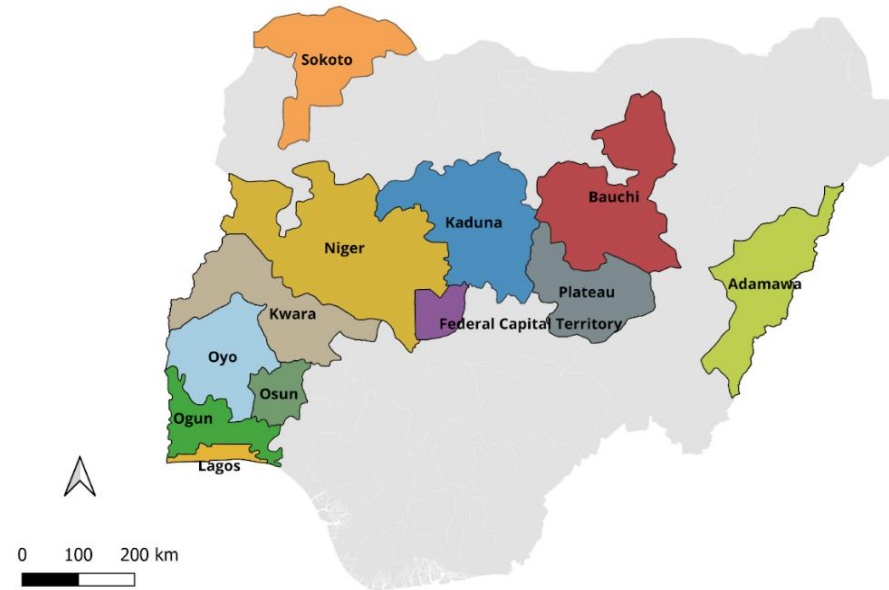 Sokoto
Bauchi
Kaduna
Niger
Adamawa
Plateau
Kwara
Federal Capital Territory
Oyo
Osun
Ogun
Lagos
0 100 200 km